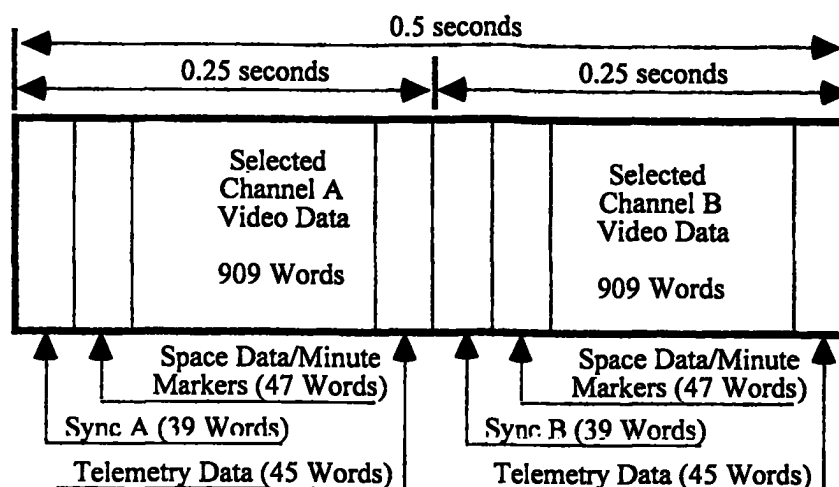 0.5 seconds
0.25 seconds
0.25 seconds
Selected
Channel A
Video Data
909 Words
Selected
Channel B
Video Data
909 Words
Space Data/Minute
Markers (47 Words)
Space Data/Minute
Markers (47 Words)
Sync A (39 Words)
Sync B (39 Words)
Telemetry Data (45 Words)
Telemetry Data (45 Words)